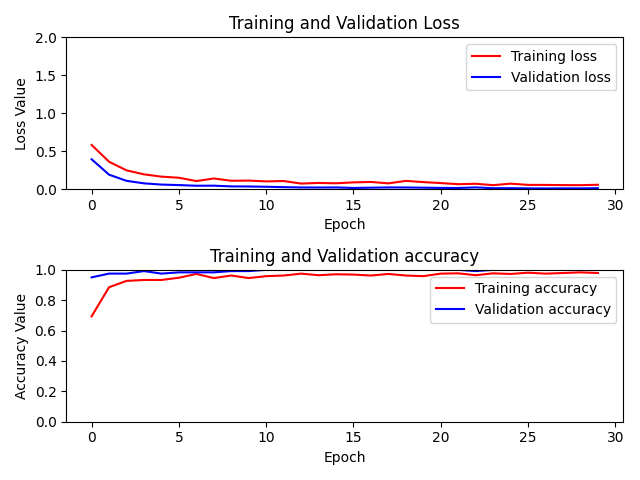 Training and Validation Loss
2.0
1.5
1.0
0.5
0.0
Loss Value
Training loss
Validation loss
0 5 10 15 20 25 30
Epoch
Training and Validation accuracy
1.0
0.8
0.6
0.4
0.2
0.0
Accuracy Value
Training accuracy
Validation accuracy
0 5 10 15 20 25 30
Epoch